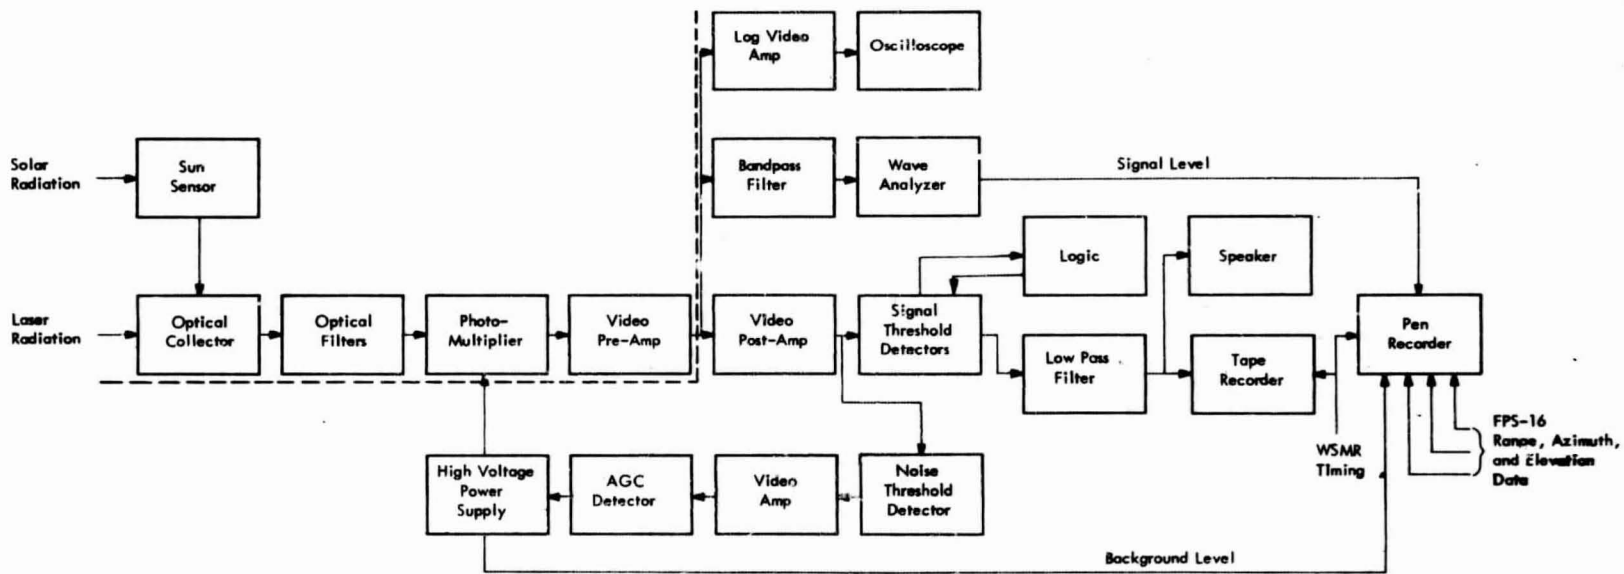 Log Video
Amp
Oscilloscope
Solar
Radiation
Sun
Sensor
Bandpass
Filter
Wave
Analyzer
Signal Level
Logic
Speaker
Laser
Radiation
Optical
Collector
Optical
Filters
Photo-
Multiplier
Video
Pre-Amp
Video
Post-Amp
Signal
Threshold
Detectors
Low Pass
Filter
Tape
Recorder
Pen
Recorder
High Voltage
Power
Supply
AGC
Detector
Video
Amp
Noise
Threshold
Detector
WSMR
Timing
FPS-16
Range, Azimuth,
and Elevation
Data
Background Level